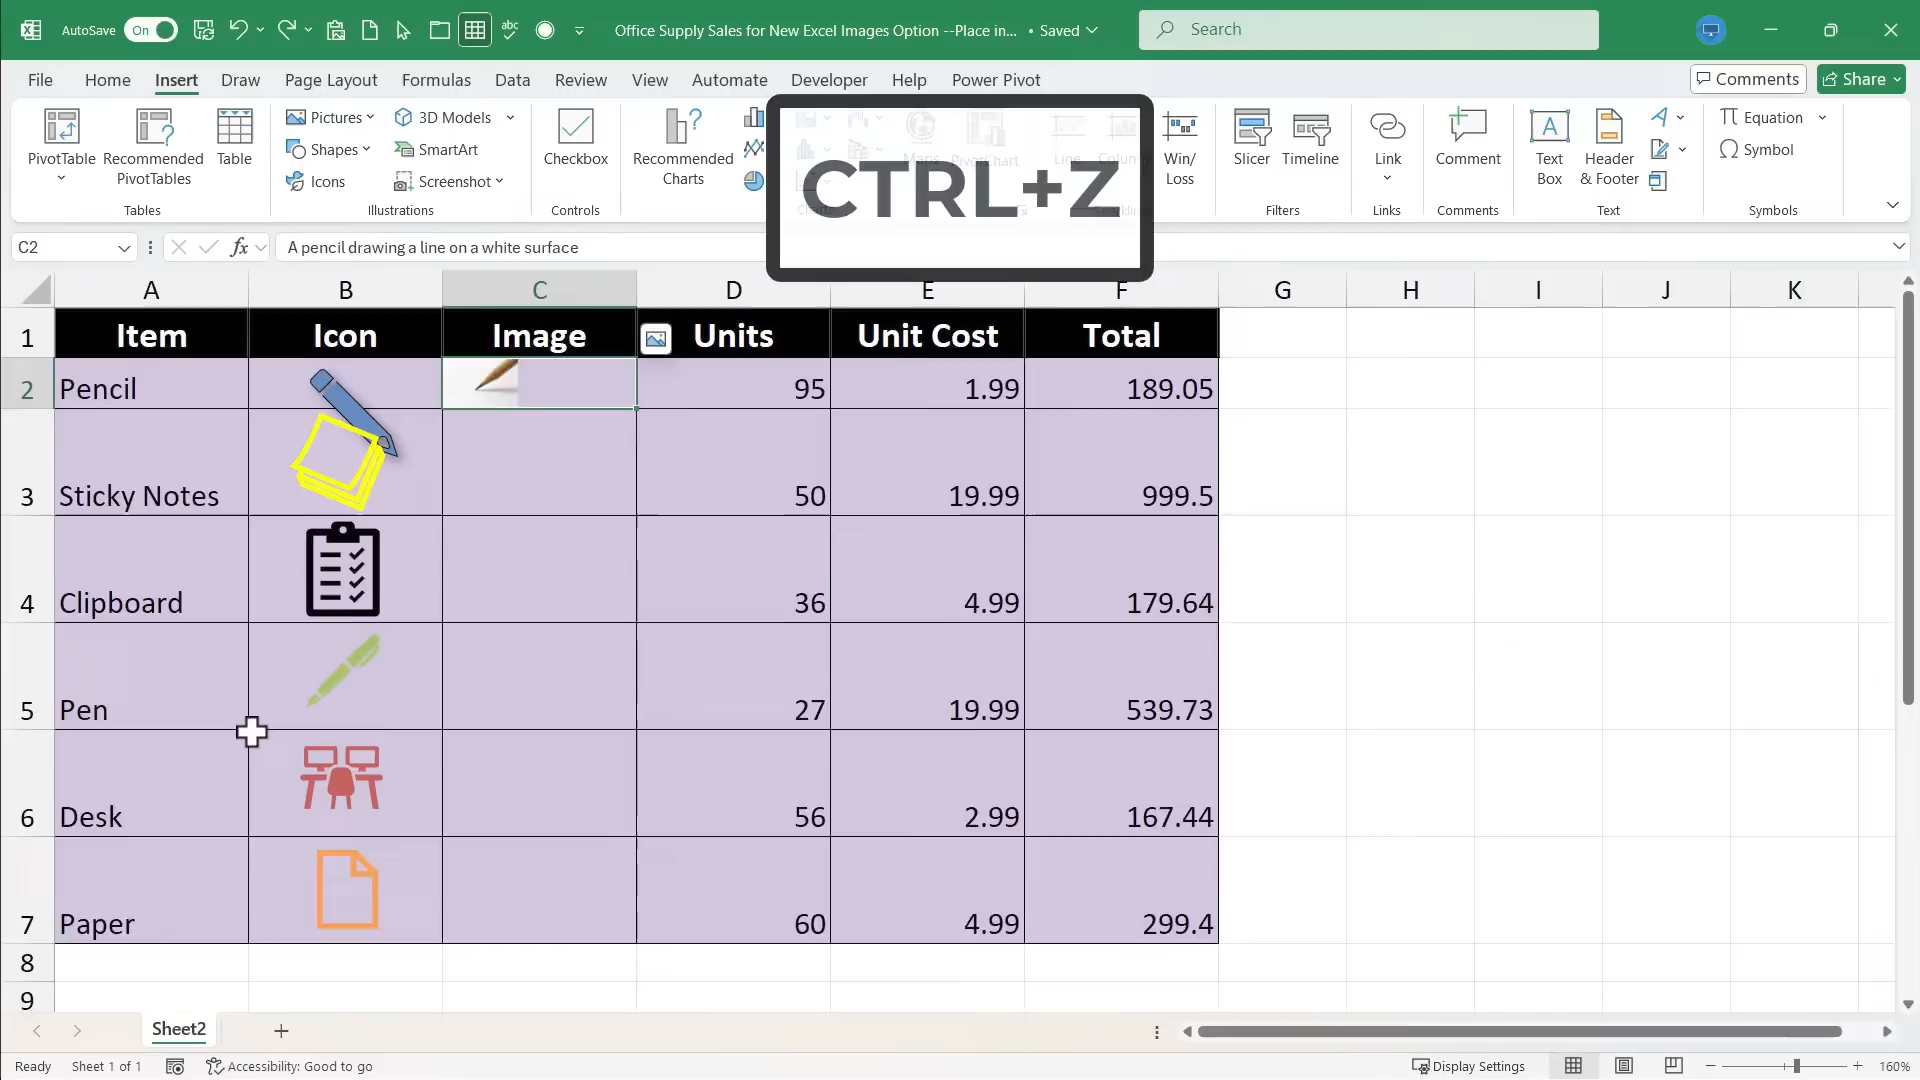 AutoSave On Office Supply Sales for New Excel Images Option --Place in... • Saved Search
File Home Insert Draw Page Layout Formulas Data Review View Automate Developer Help Power Pivot Comments Share
PivotTable
Recommended
PivotTables
Table
Tables
Pictures
Shapes
Icons
3D Models
SmartArt
Screenshot
Illustrations
Checkbox
Controls
Recommended
Charts
Maps
PivotChart
Line
CTRL+Z
Win/
Loss
Slicer
Timeline
Filters
Link
Links
Comment
Comments
Text
Box
Header
& Footer
Text
Equation
Symbol
Symbols
C2 fx A pencil drawing a line on a white surface
A B C D E F G H I J K
1 Item Icon Image Units Unit Cost Total
2 Pencil 95 1.99 189.05
3 Sticky Notes 50 19.99 999.5
4 Clipboard 36 4.99 179.64
5 Pen 27 19.99 539.73
6 Desk 56 2.99 167.44
7 Paper 60 4.99 299.4
8
9
Sheet2
Ready Sheet 1 of 1 Accessibility: Good to go Display Settings 160%